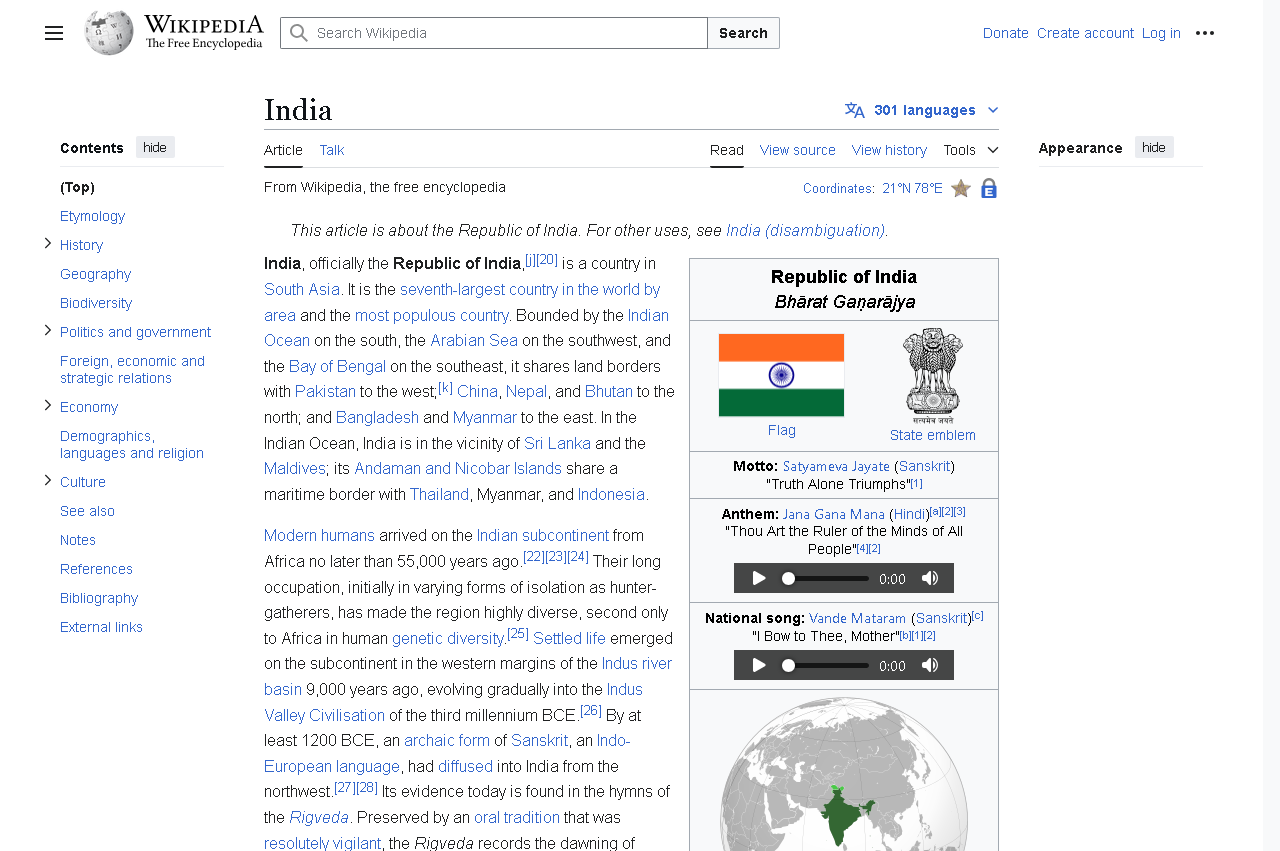 WIKIPEDIA
The Free Encyclopedia
Search Wikipedia
Search
Donate Create account Log in
India
301 languages
Article Talk
Read View source View history Tools
From Wikipedia, the free encyclopedia
Coordinates: 21°N 78°E
Contents hide
(Top)
Etymology
History
Geography
Biodiversity
Politics and government
Foreign, economic and
strategic relations
Economy
Demographics,
languages and religion
Culture
See also
Notes
References
Bibliography
External links
This article is about the Republic of India. For other uses, see India (disambiguation).
India, officially the Republic of India,[j][20] is a country in
South Asia. It is the seventh-largest country in the world by
area and the most populous country. Bounded by the Indian
Ocean on the south, the Arabian Sea on the southwest, and
the Bay of Bengal on the southeast, it shares land borders
with Pakistan to the west;[k] China, Nepal, and Bhutan to the
north; and Bangladesh and Myanmar to the east. In the
Indian Ocean, India is in the vicinity of Sri Lanka and the
Maldives; its Andaman and Nicobar Islands share a
maritime border with Thailand, Myanmar, and Indonesia.
Modern humans arrived on the Indian subcontinent from
Africa no later than 55,000 years ago.[22][23][24] Their long
occupation, initially in varying forms of isolation as hunter-
gatherers, has made the region highly diverse, second only
to Africa in human genetic diversity.[25] Settled life emerged
on the subcontinent in the western margins of the Indus river
basin 9,000 years ago, evolving gradually into the Indus
Valley Civilisation of the third millennium BCE.[26] By at
least 1200 BCE, an archaic form of Sanskrit, an Indo-
European language, had diffused into India from the
northwest.[27][28] Its evidence today is found in the hymns of
the Rigveda. Preserved by an oral tradition that was
resolutely vigilant, the Rigveda records the dawning of
Republic of India
Bhārat Gaṇarājya
सत्यमेव जयते
Flag
State emblem
Motto: Satyameva Jayate (Sanskrit)
"Truth Alone Triumphs"[1]
Anthem: Jana Gana Mana (Hindi)[a][2][3]
"Thou Art the Ruler of the Minds of All
People"[4][2]
0:00
National song: Vande Mataram (Sanskrit)[c]
"I Bow to Thee, Mother"[b][1][2]
0:00
Appearance hide